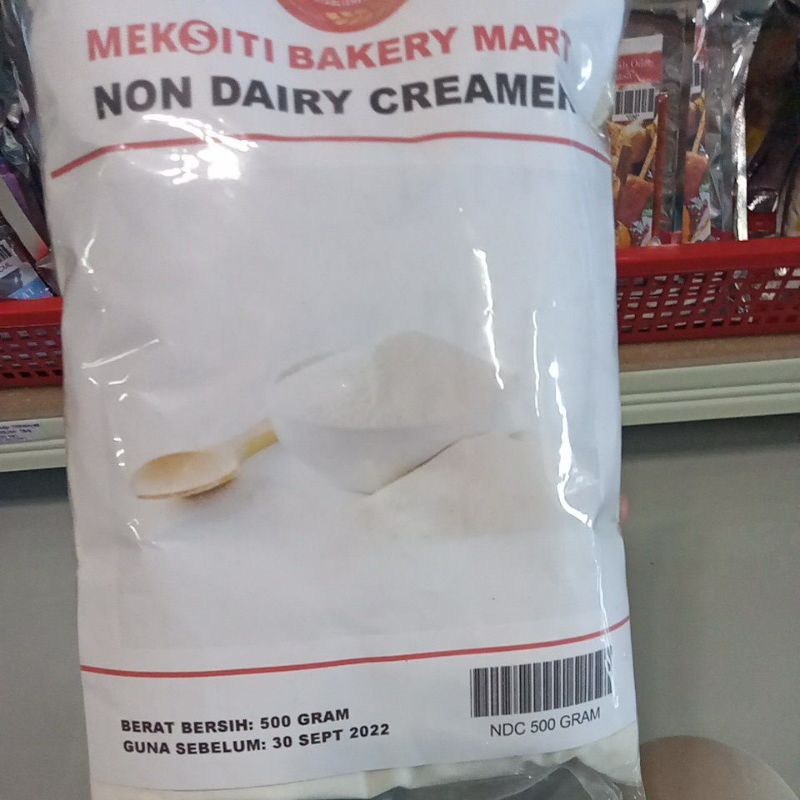 MEKSITI BAKERY MART
NON DAIRY CREAMER
BERAT BERSIH: 500 GRAM
GUNA SEBELUM: 30 SEPT 2022
NDC 500 GRAM